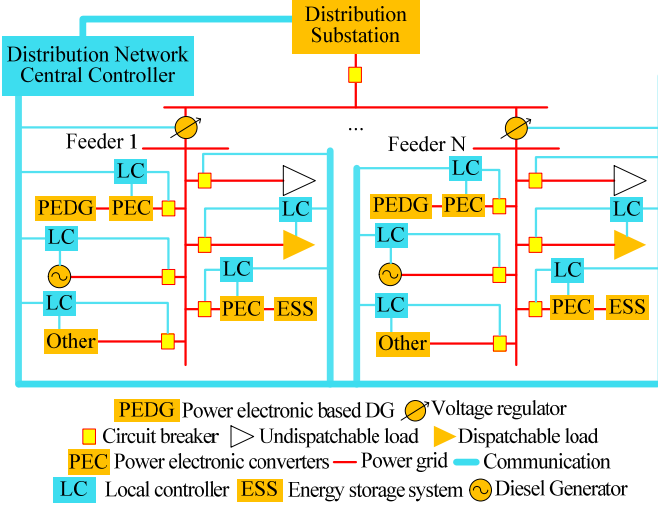 Distribution
Substation
Distribution Network
Central Controller
...
Feeder 1
Feeder N
LC
LC
PEDG
PEC
LC
PEDG
PEC
LC
LC
LC
LC
LC
LC
LC
PEC
ESS
LC
PEC
ESS
Other
Other
PEDG Power electronic based DG Voltage regulator
Circuit breaker Undispatchable load Dispatchable load
PEC Power electronic converters Power grid Communication
LC Local controller ESS Energy storage system Diesel Generator